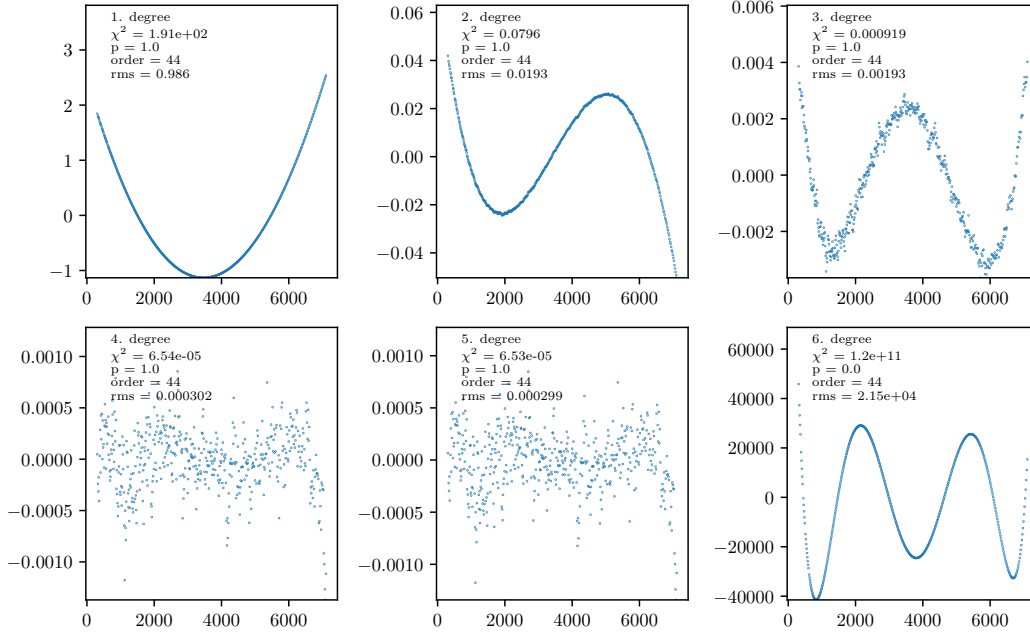 1. degree
χ² = 1.91e+02
p = 1.0
order = 44
rms = 0.986
3
2
1
0
−1
0 2000 4000 6000
2. degree
χ² = 0.0796
p = 1.0
order = 44
rms = 0.0193
0.06
0.04
0.02
0.00
−0.02
−0.04
0 2000 4000 6000
3. degree
χ² = 0.000919
p = 1.0
order = 44
rms = 0.00193
0.006
0.004
0.002
0.000
−0.002
0 2000 4000 6000
4. degree
χ² = 6.54e-05
p = 1.0
order = 44
rms = 0.000302
0.0010
0.0005
0.0000
−0.0005
−0.0010
0 2000 4000 6000
5. degree
χ² = 6.53e-05
p = 1.0
order = 44
rms = 0.000299
0.0010
0.0005
0.0000
−0.0005
−0.0010
0 2000 4000 6000
6. degree
χ² = 1.2e+11
p = 0.0
order = 44
rms = 2.15e+04
60000
40000
20000
0
−20000
−40000
0 2000 4000 6000